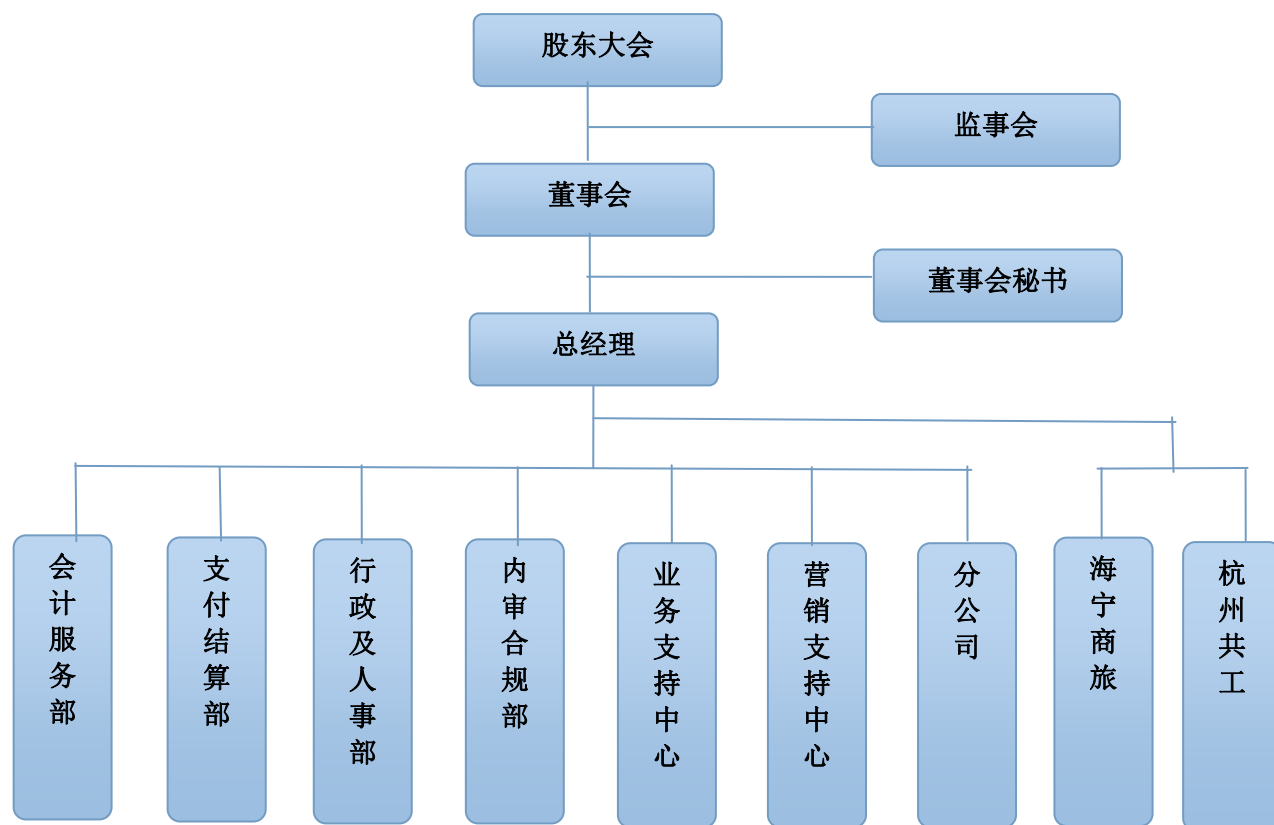 股东大会
监事会
董事会
董事会秘书
总经理
会计服务部
支付结算部
行政及人事部
内审合规部
业务支持中心
营销支持中心
分公司
海宁商旅
杭州共工